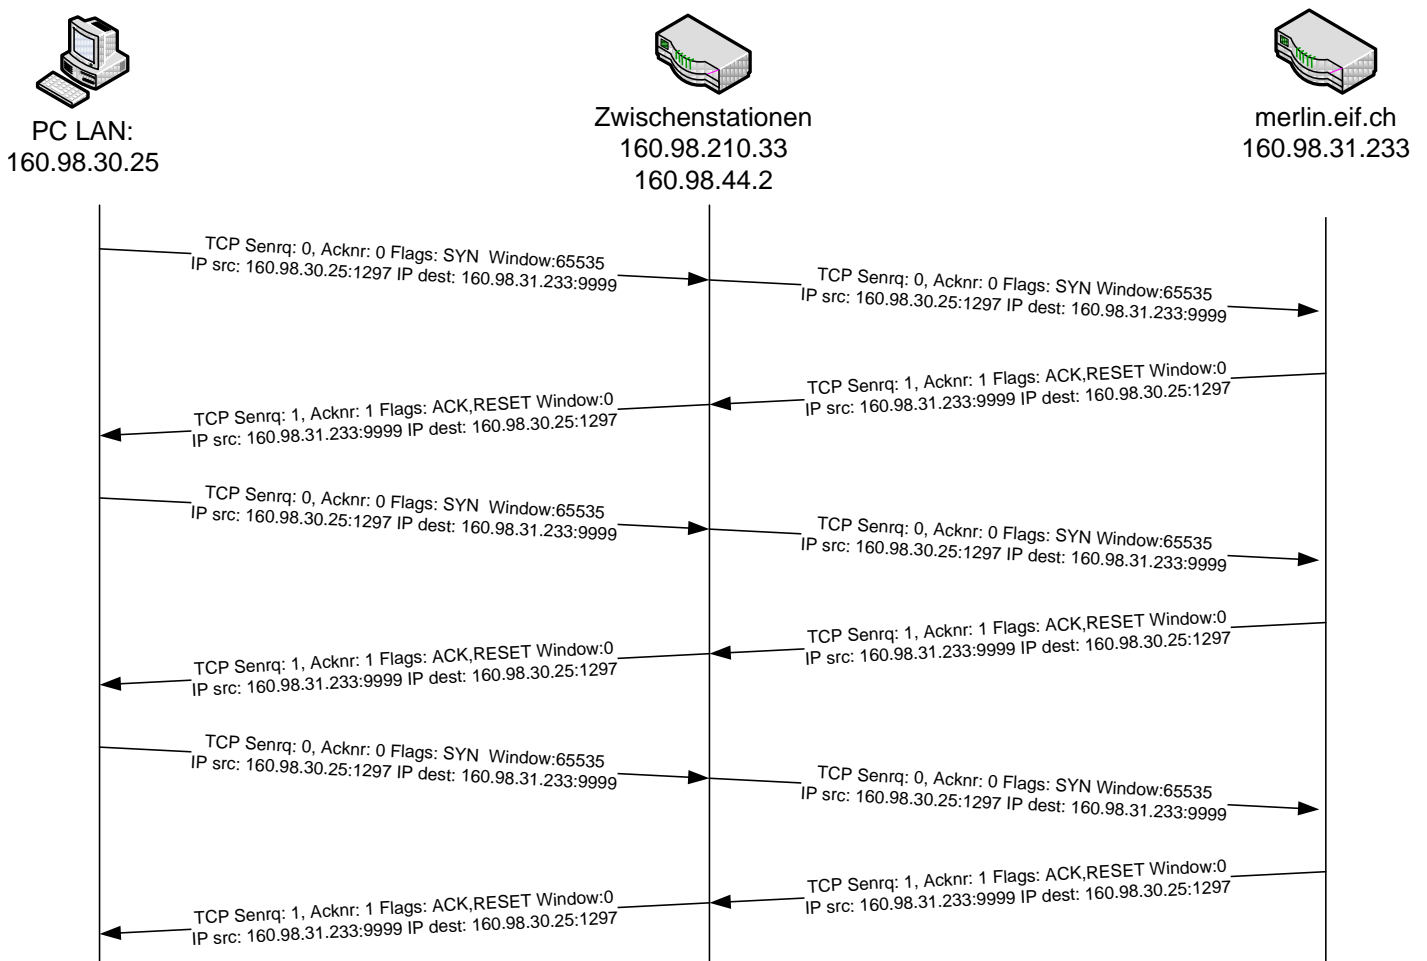 PC LAN:
160.98.30.25
Zwischenstationen
160.98.210.33
160.98.44.2
merlin.eif.ch
160.98.31.233
TCP Senrq: 0, Acknr: 0 Flags: SYN  Window:65535
IP src: 160.98.30.25:1297 IP dest: 160.98.31.233:9999
TCP Senrq: 0, Acknr: 0 Flags: SYN Window:65535
IP src: 160.98.30.25:1297 IP dest: 160.98.31.233:9999
TCP Senrq: 1, Acknr: 1 Flags: ACK,RESET Window:0
IP src: 160.98.31.233:9999 IP dest: 160.98.30.25:1297
TCP Senrq: 1, Acknr: 1 Flags: ACK,RESET Window:0
IP src: 160.98.31.233:9999 IP dest: 160.98.30.25:1297
TCP Senrq: 0, Acknr: 0 Flags: SYN  Window:65535
IP src: 160.98.30.25:1297 IP dest: 160.98.31.233:9999
TCP Senrq: 0, Acknr: 0 Flags: SYN Window:65535
IP src: 160.98.30.25:1297 IP dest: 160.98.31.233:9999
TCP Senrq: 1, Acknr: 1 Flags: ACK,RESET Window:0
IP src: 160.98.31.233:9999 IP dest: 160.98.30.25:1297
TCP Senrq: 1, Acknr: 1 Flags: ACK,RESET Window:0
IP src: 160.98.31.233:9999 IP dest: 160.98.30.25:1297
TCP Senrq: 0, Acknr: 0 Flags: SYN  Window:65535
IP src: 160.98.30.25:1297 IP dest: 160.98.31.233:9999
TCP Senrq: 0, Acknr: 0 Flags: SYN Window:65535
IP src: 160.98.30.25:1297 IP dest: 160.98.31.233:9999
TCP Senrq: 1, Acknr: 1 Flags: ACK,RESET Window:0
IP src: 160.98.31.233:9999 IP dest: 160.98.30.25:1297
TCP Senrq: 1, Acknr: 1 Flags: ACK,RESET Window:0
IP src: 160.98.31.233:9999 IP dest: 160.98.30.25:1297